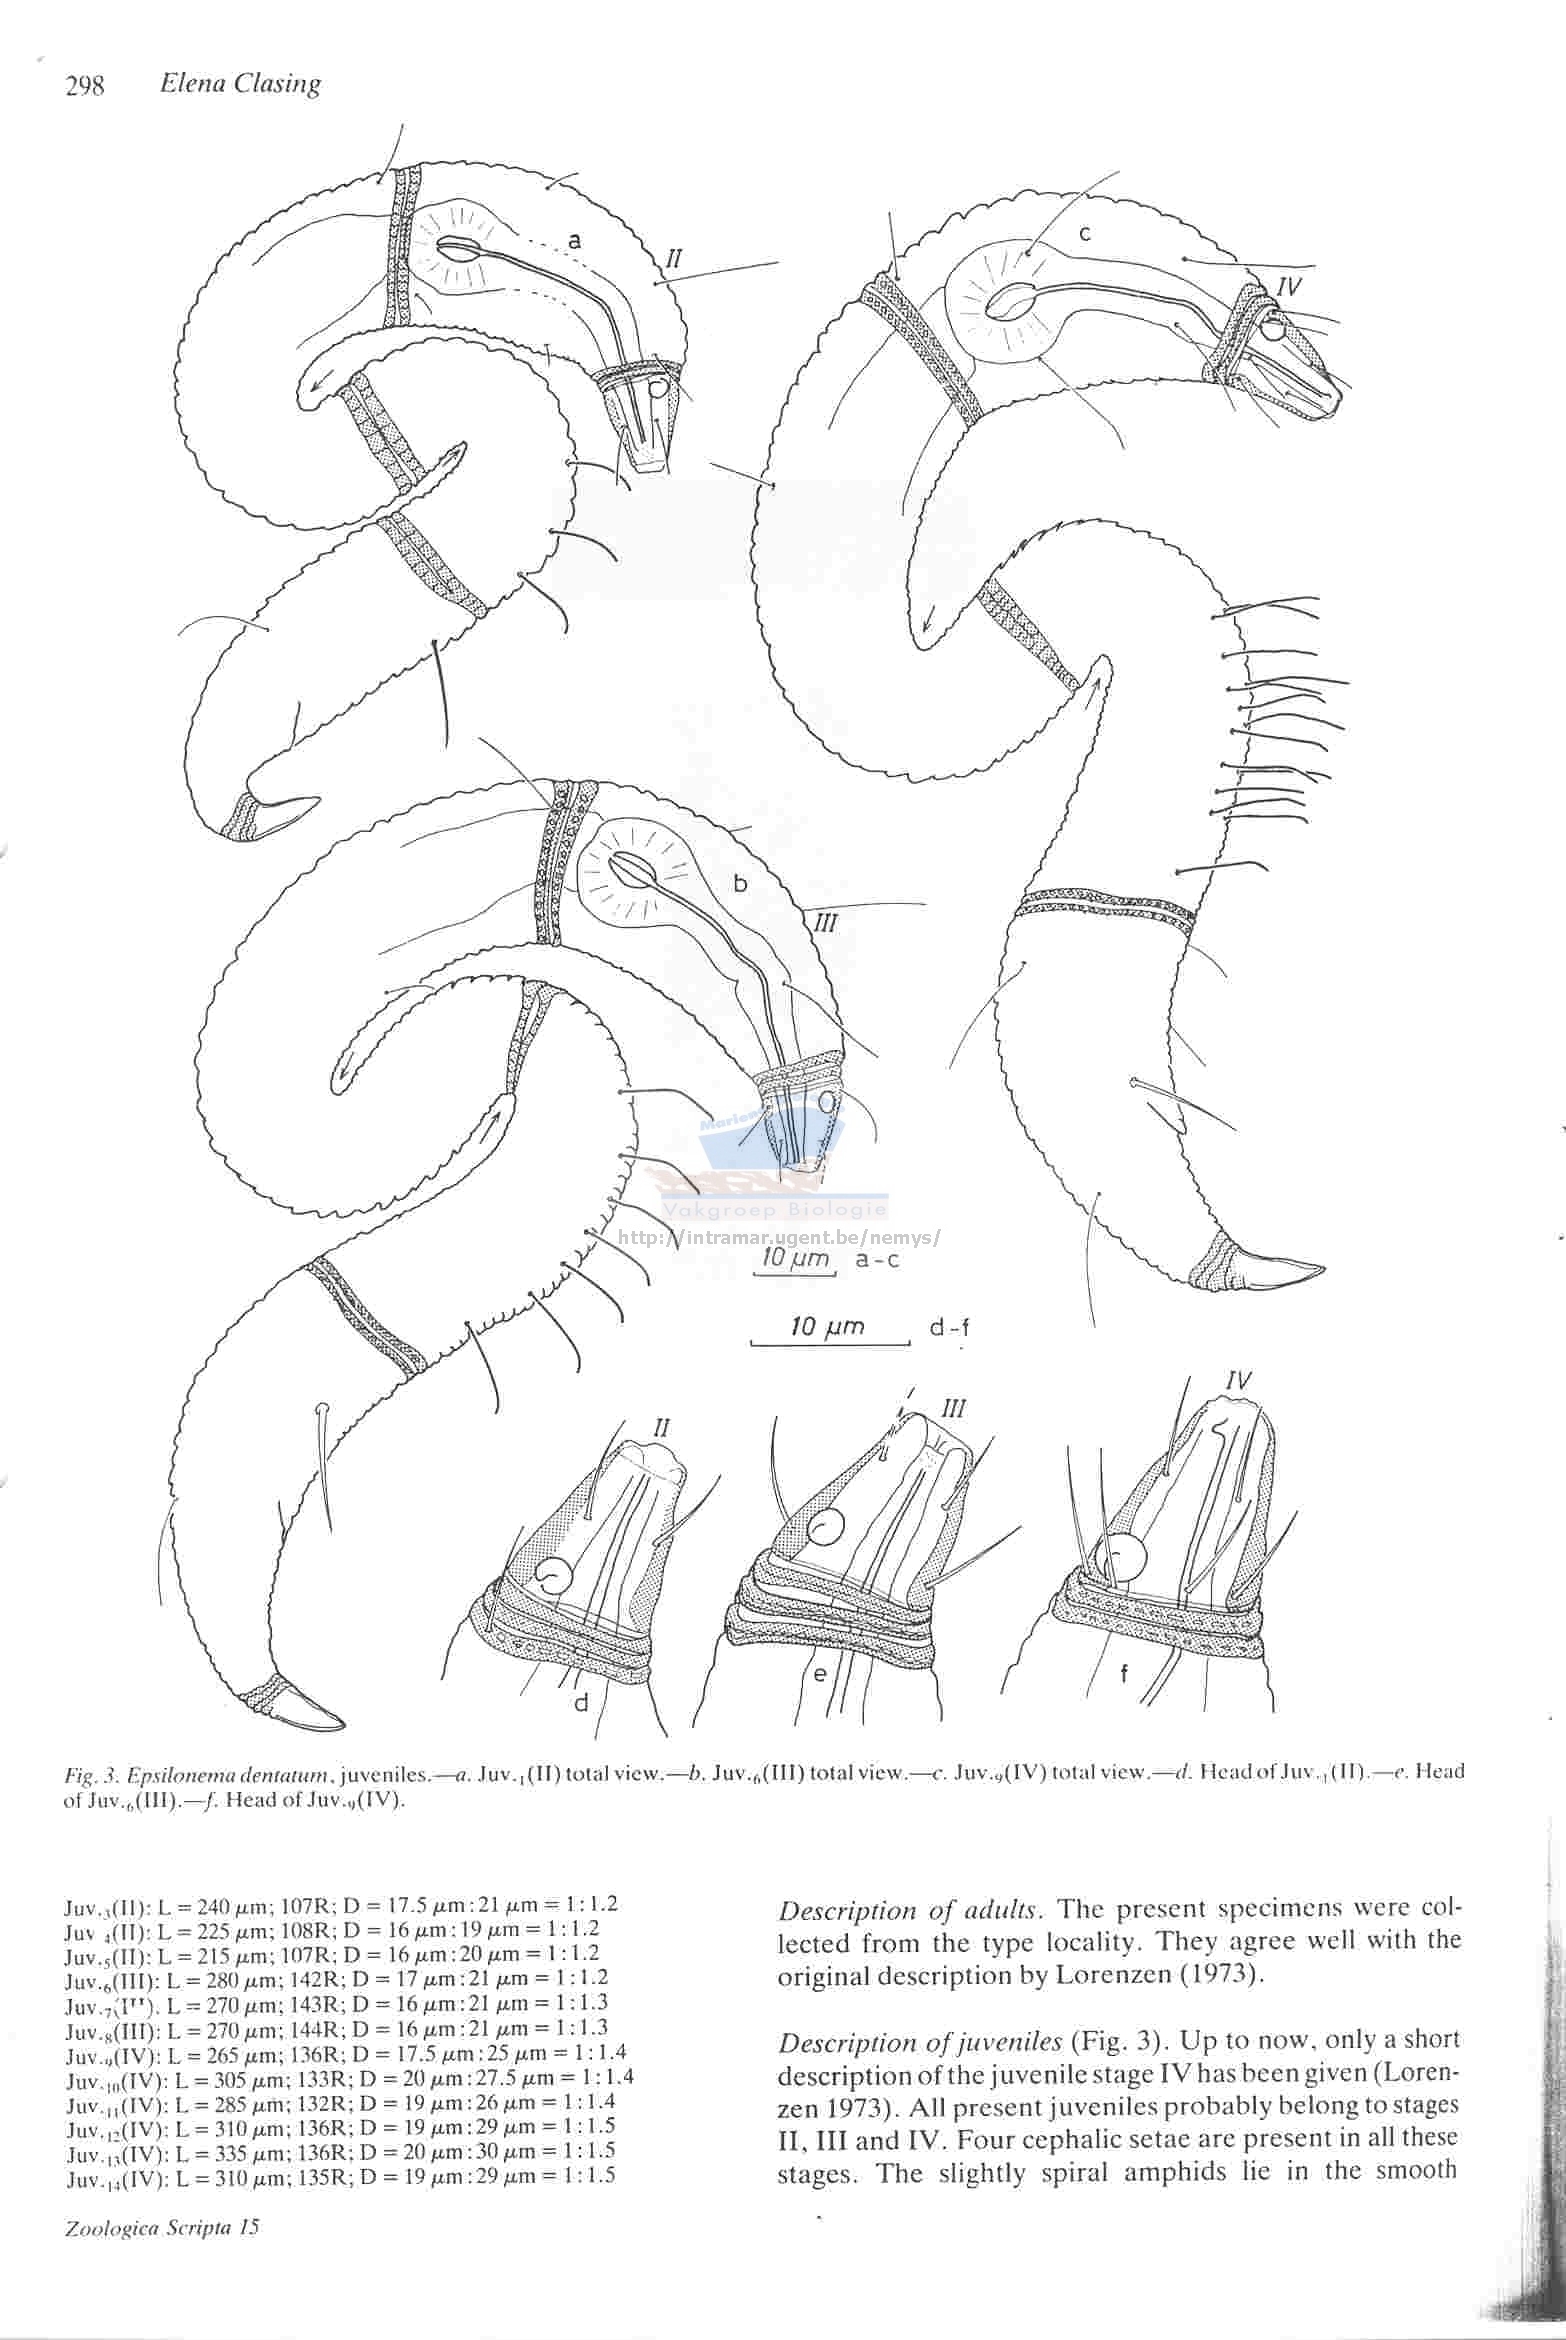 298 Elena Clasing
a
II
c
IV
b
III
Marien
Vakgroep Biologie
http://intramar.ugent.be/nemys/
10 µm a-c
10 µm d-f
II
III
IV
d
e
f
Fig. 3. Epsilonema dentatum, juveniles.—a. Juv.₁(II) total view.—b. Juv.₆(III) total view.—c. Juv.₉(IV) total view.—d. Head of Juv.₁(II).—e. Head
of Juv.₆(III).—f. Head of Juv.₉(IV).
Juv.₃(II): L = 240 µm; 107R; D = 17.5 µm:21 µm = 1:1.2
Juv ₄(II): L = 225 µm; 108R; D = 16 µm:19 µm = 1:1.2
Juv.₅(II): L = 215 µm; 107R; D = 16 µm:20 µm = 1:1.2
Juv.₆(III): L = 280 µm; 142R; D = 17 µm:21 µm = 1:1.2
Juv.₇ L = 270 µm; 143R; D = 16 µm:21 µm = 1:1.3
Juv.₈(III): L = 270 µm; 144R; D = 16 µm:21 µm = 1:1.3
Juv.₉(IV): L = 265 µm; 136R; D = 17.5 µm:25 µm = 1:1.4
Juv.₁₀(IV): L = 305 µm; 133R; D = 20 µm:27.5 µm = 1:1.4
Juv.₁₁(IV): L = 285 µm; 132R; D = 19 µm:26 µm = 1:1.4
Juv.₁₂(IV): L = 310 µm; 136R; D = 19 µm:29 µm = 1:1.5
Juv.₁₃(IV): L = 335 µm; 136R; D = 20 µm:30 µm = 1:1.5
Juv.₁₄(IV): L = 310 µm; 135R; D = 19 µm:29 µm = 1:1.5
Description of adults. The present specimens were col-
lected from the type locality. They agree well with the
original description by Lorenzen (1973).
Description of juveniles (Fig. 3). Up to now, only a short
description of the juvenile stage IV has been given (Loren-
zen 1973). All present juveniles probably belong to stages
II, III and IV. Four cephalic setae are present in all these
stages. The slightly spiral amphids lie in the smooth
Zoologica Scripta 15